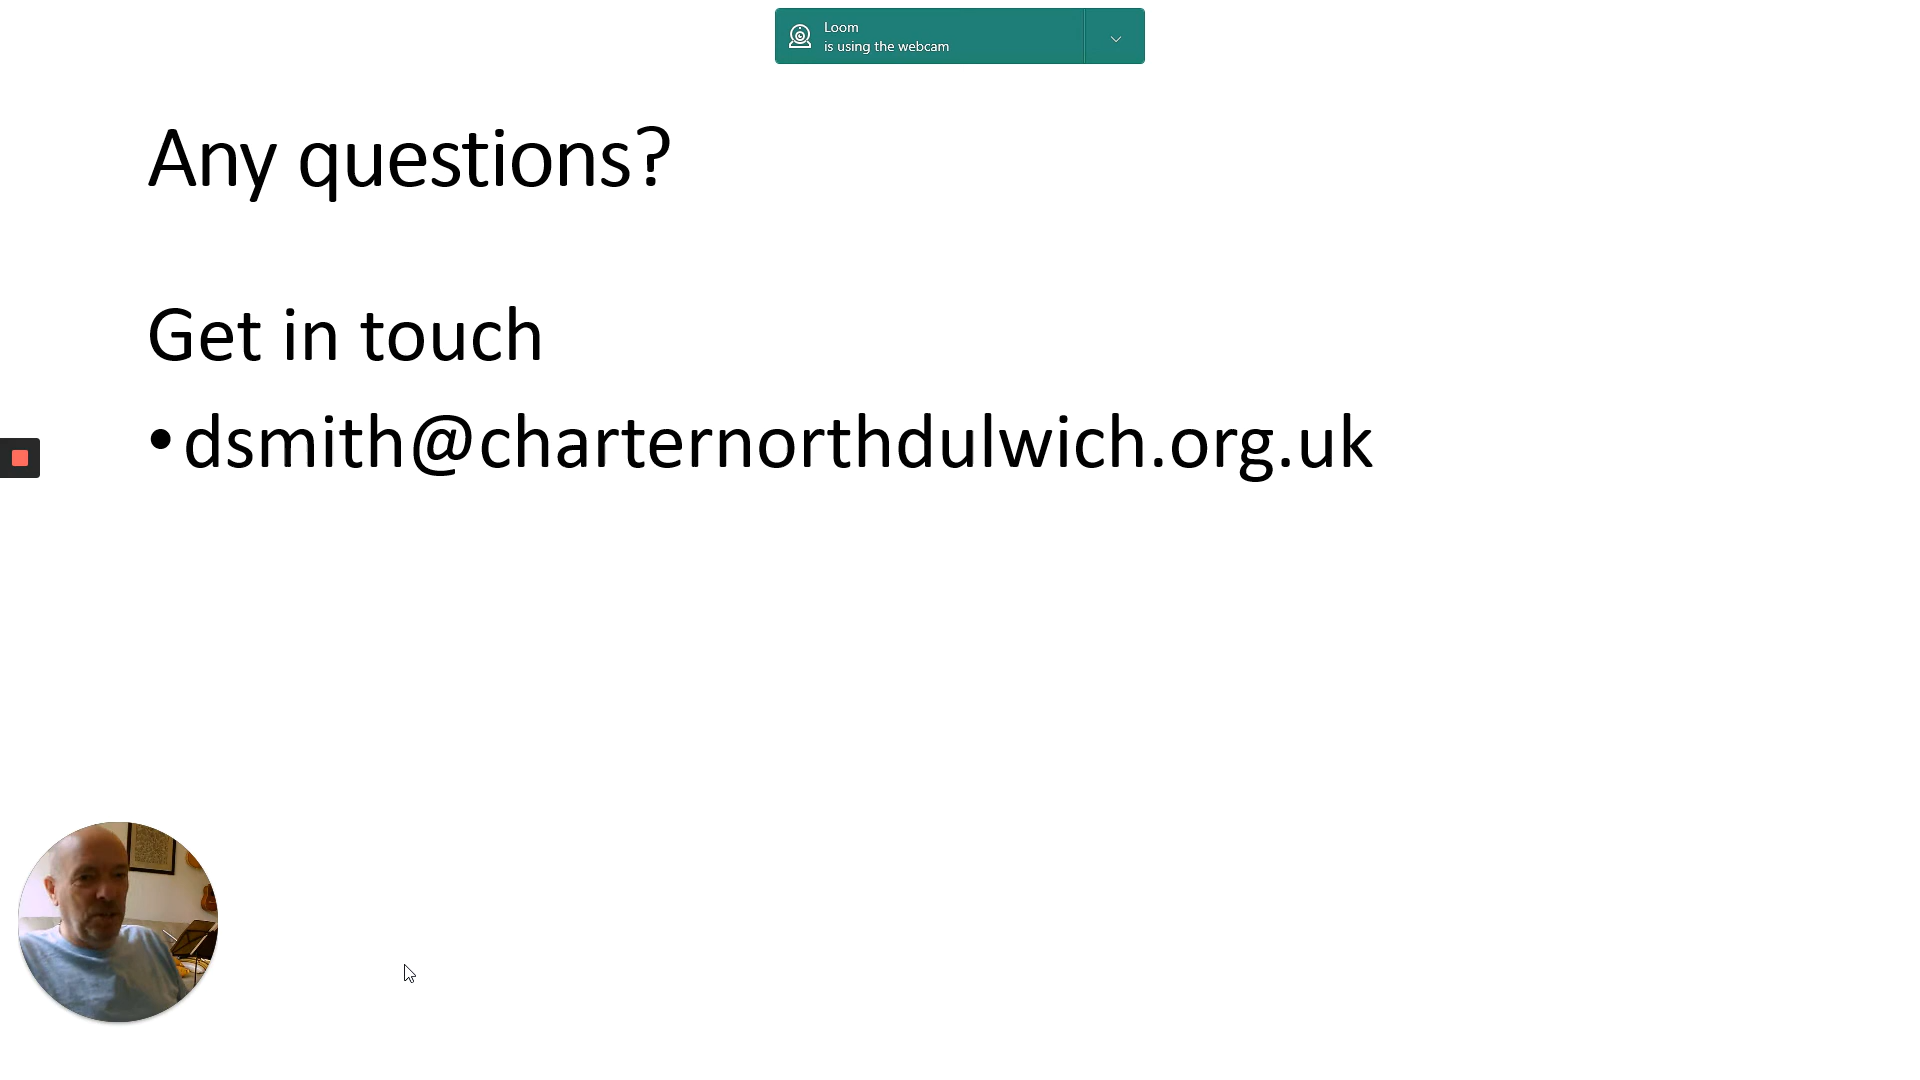 Loom
is using the webcam
Any questions?
Get in touch
• dsmith@charternorthdulwich.org.uk